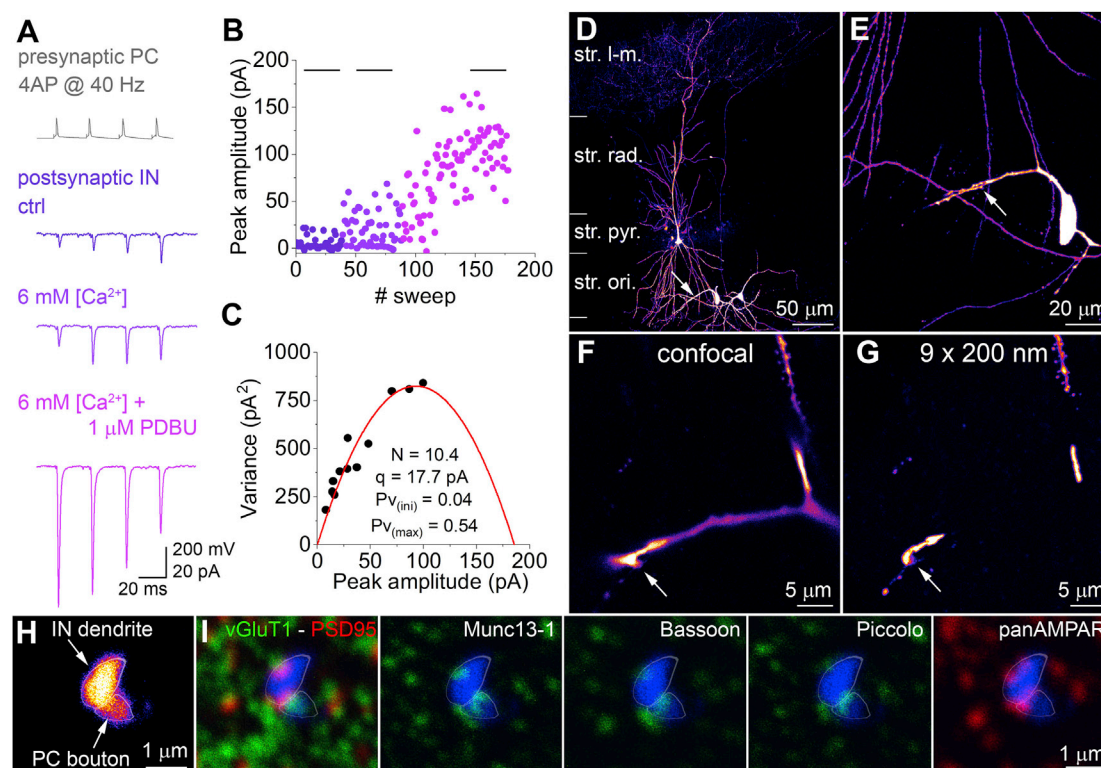 A
presynaptic PC
4AP @ 40 Hz
postsynaptic IN
ctrl
6 mM [Ca²⁺]
6 mM [Ca²⁺] +
1 µM PDBU
200 mV
20 pA
20 ms
B
Peak amplitude (pA)
150
125
100
75
50
25
0
0 50 100 150 200
# sweep
C
Variance (pA²)
1000
750
500
250
0
N = 10.4
q = 17.7 pA
Pv(ini) = 0.04
Pv(max) = 0.54
0 50 100 150 200
Peak amplitude (pA)
D
str. l-m.
str. rad.
str. pyr.
str. ori.
50 µm
E
20 µm
F confocal
5 µm
G 9 x 200 nm
5 µm
H IN dendrite
PC bouton
1 µm
I vGluT1 - PSD95
Munc13-1
Bassoon
Piccolo
panAMPAR
1 µm